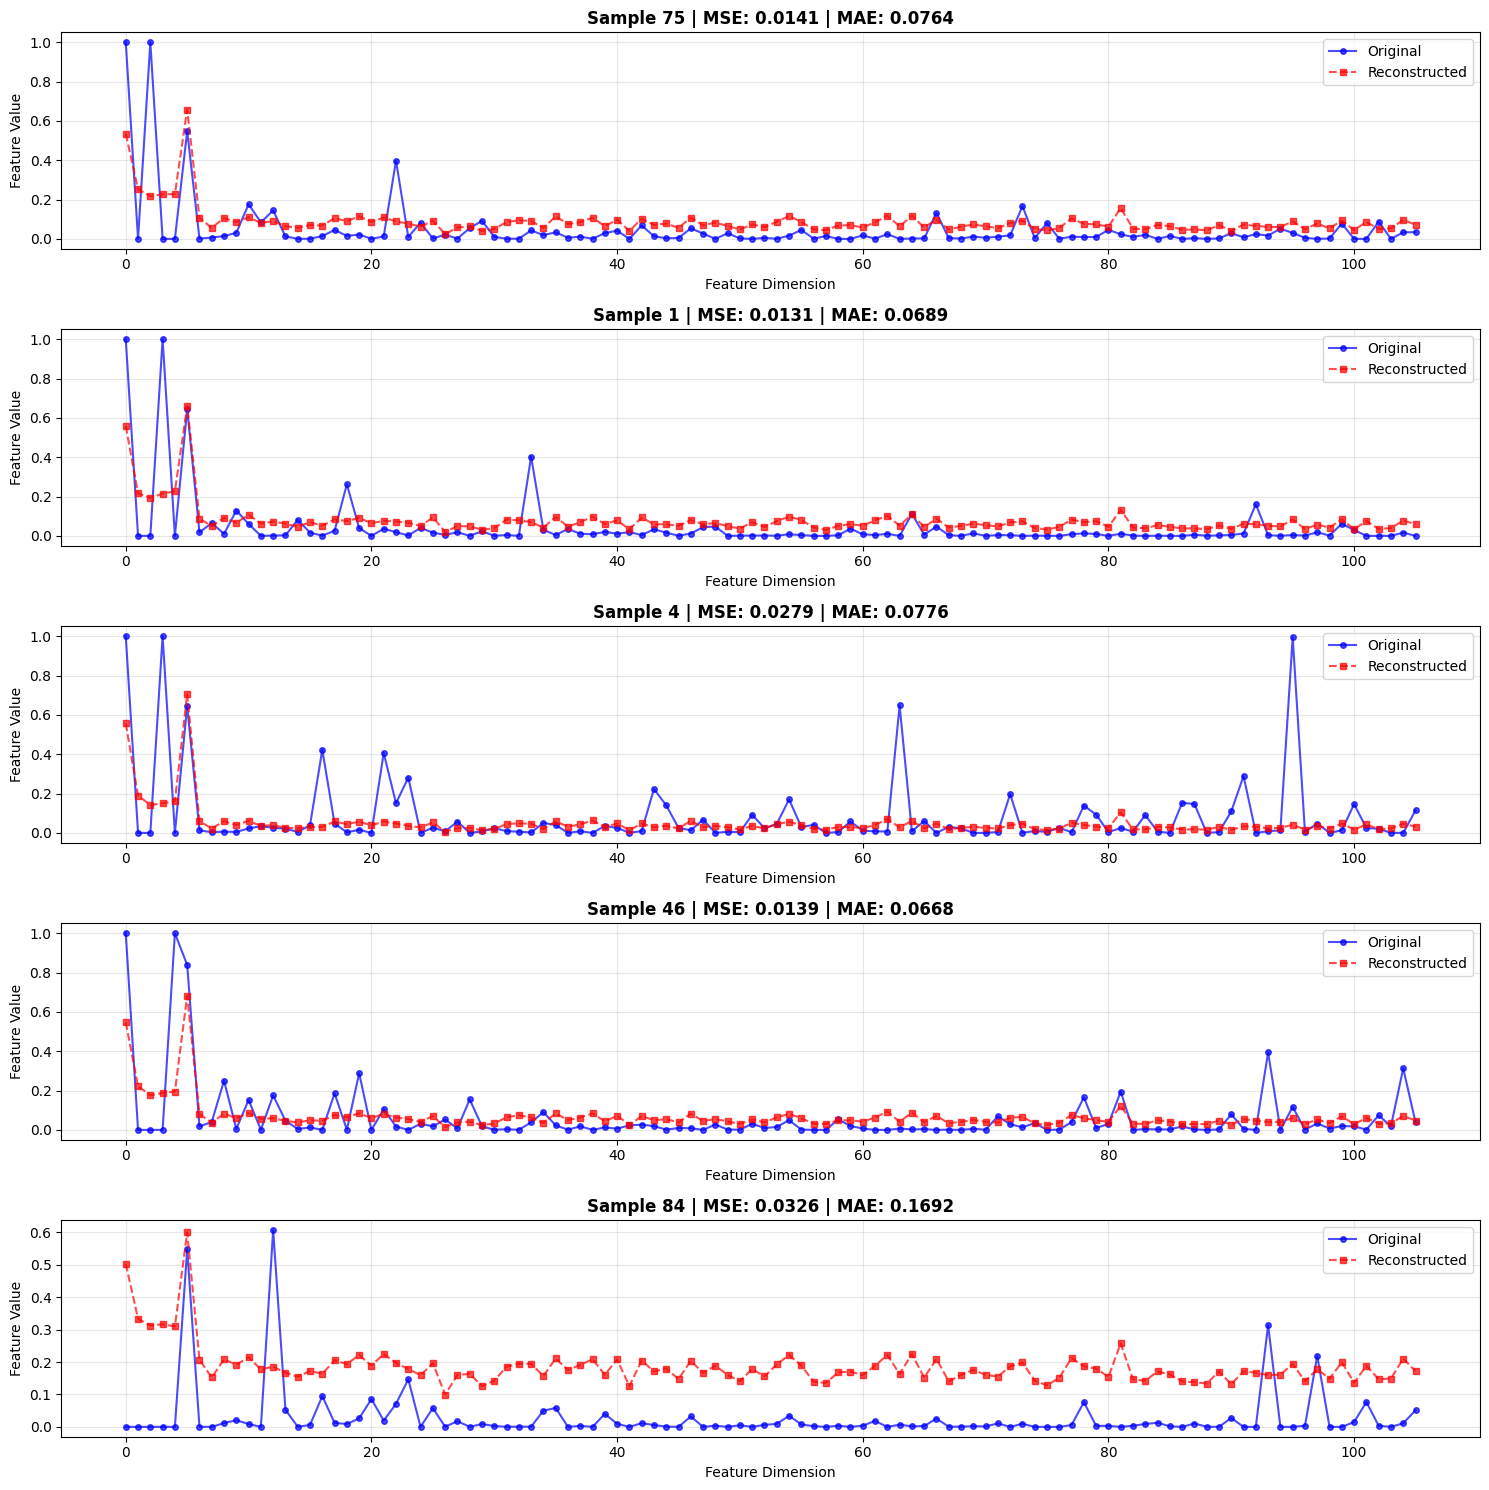 Sample 75 | MSE: 0.0141 | MAE: 0.0764
1.0
0.8
0.6
0.4
0.2
0.0
Feature Value
Original
Reconstructed
0 20 40 60 80 100
Feature Dimension
Sample 1 | MSE: 0.0131 | MAE: 0.0689
1.0
0.8
0.6
0.4
0.2
0.0
Feature Value
Original
Reconstructed
0 20 40 60 80 100
Feature Dimension
Sample 4 | MSE: 0.0279 | MAE: 0.0776
1.0
0.8
0.6
0.4
0.2
0.0
Feature Value
Original
Reconstructed
0 20 40 60 80 100
Feature Dimension
Sample 46 | MSE: 0.0139 | MAE: 0.0668
1.0
0.8
0.6
0.4
0.2
0.0
Feature Value
Original
Reconstructed
0 20 40 60 80 100
Feature Dimension
Sample 84 | MSE: 0.0326 | MAE: 0.1692
0.6
0.5
0.4
0.3
0.2
0.1
0.0
Feature Value
Original
Reconstructed
0 20 40 60 80 100
Feature Dimension